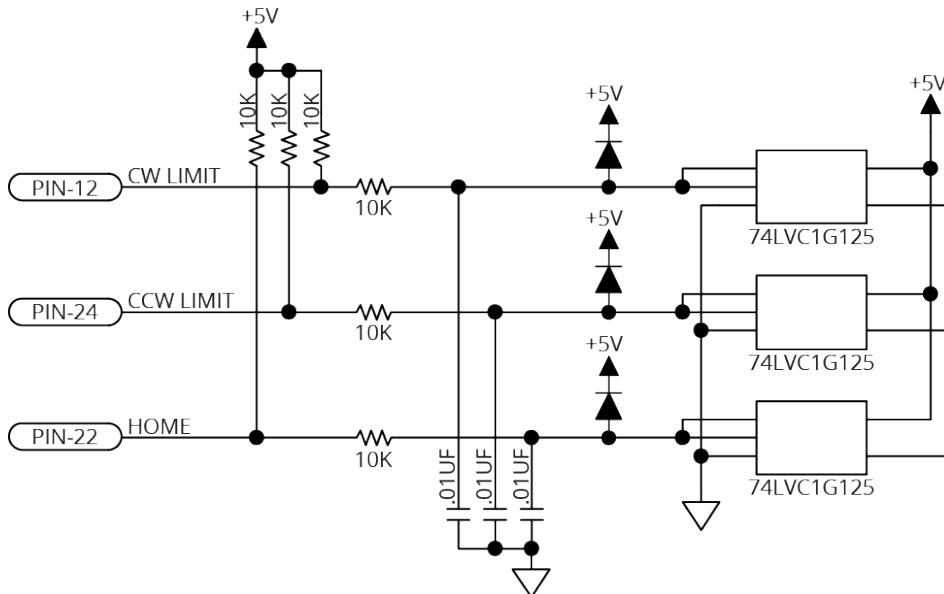 +5V
10K
10K
10K
+5V
+5V
PIN-12
CW LIMIT
10K
74LVC1G125
+5V
PIN-24
CCW LIMIT
10K
74LVC1G125
+5V
PIN-22
HOME
10K
74LVC1G125
.01UF
.01UF
.01UF